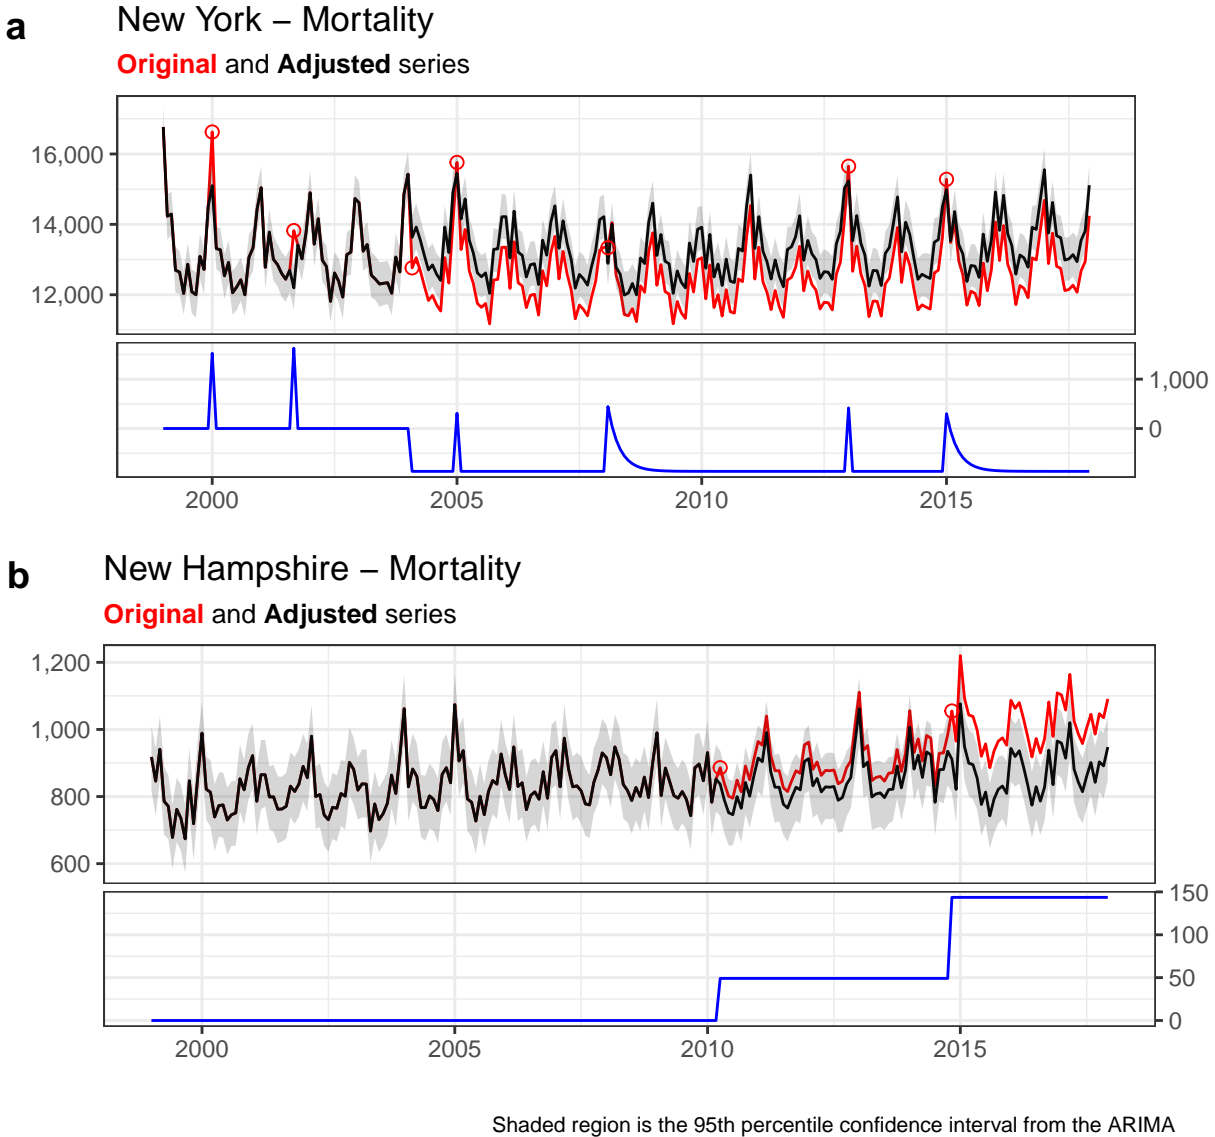 a
New York – Mortality
Original and Adjusted series
16,000
14,000
12,000
1,000
0
2000 2005 2010 2015
b
New Hampshire – Mortality
Original and Adjusted series
1,200
1,000
800
600
150
100
50
0
2000 2005 2010 2015
Shaded region is the 95th percentile confidence interval from the ARIMA